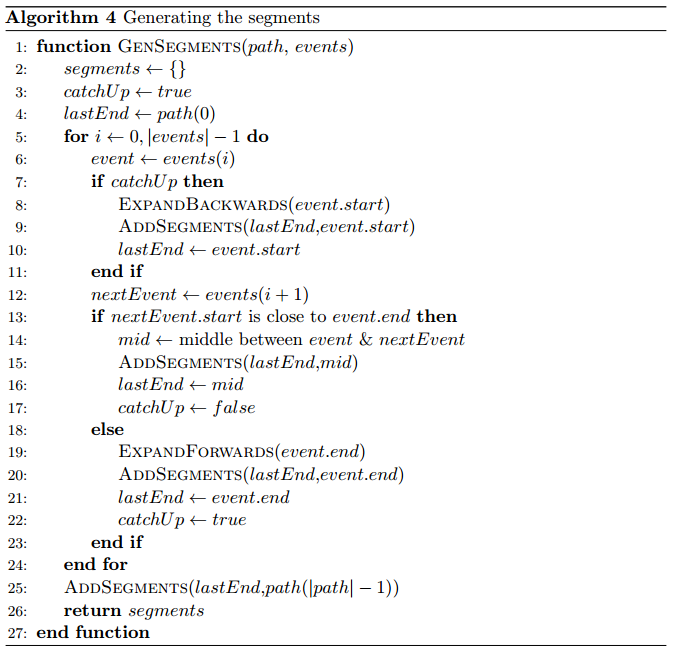 Algorithm 4 Generating the segments
1: function GENSEGMENTS(path, events)
2: segments ← {}
3: catchUp ← true
4: lastEnd ← path(0)
5: for i ← 0, |events| − 1 do
6: event ← events(i)
7: if catchUp then
8: EXPANDBACKWARDS(event.start)
9: ADDSEGMENTS(lastEnd,event.start)
10: lastEnd ← event.start
11: end if
12: nextEvent ← events(i + 1)
13: if nextEvent.start is close to event.end then
14: mid ← middle between event & nextEvent
15: ADDSEGMENTS(lastEnd,mid)
16: lastEnd ← mid
17: catchUp ← false
18: else
19: EXPANDFORWARDS(event.end)
20: ADDSEGMENTS(lastEnd,event.end)
21: lastEnd ← event.end
22: catchUp ← true
23: end if
24: end for
25: ADDSEGMENTS(lastEnd,path(|path| − 1))
26: return segments
27: end function